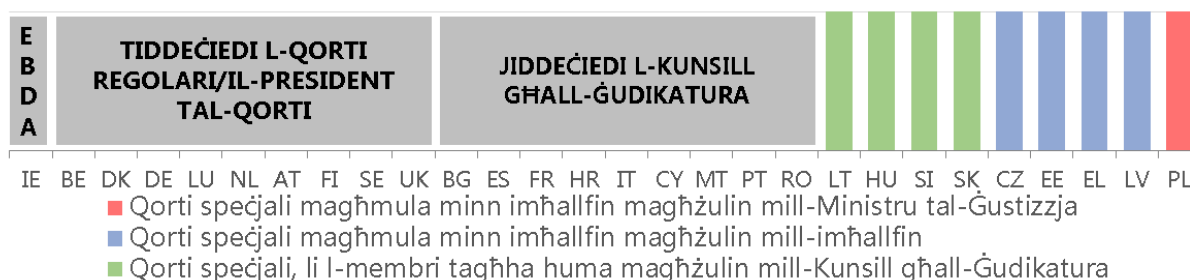 EBDA
TIDDEĊIEDI L-QORTI
REGOLARI/IL-PRESIDENT
TAL-QORTI
JIDDEĊIEDI L-KUNSILL
GĦALL-ĠUDIKATURA
IE BE DK DE LU NL AT FI SE UK BG ES FR HR IT CY MT PT RO LT HU SI SK CZ EE EL LV PL
Qorti speċjali magħmula minn imħallfin magħżulin mill-Ministru tal-Ġustizzja
Qorti speċjali magħmula minn imħallfin magħżulin mill-imħallfin
Qorti speċjali, li l-membri tagħha huma magħżulin mill-Kunsill għall-Ġudikatura